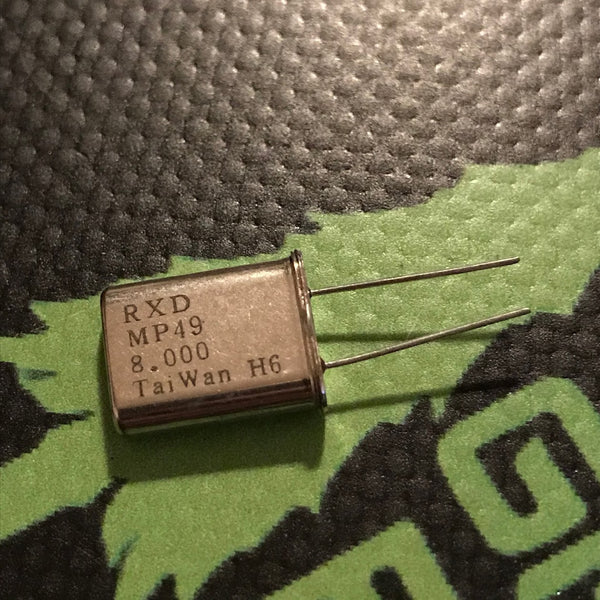 RXD
MP49
8.000
TaiWan H6